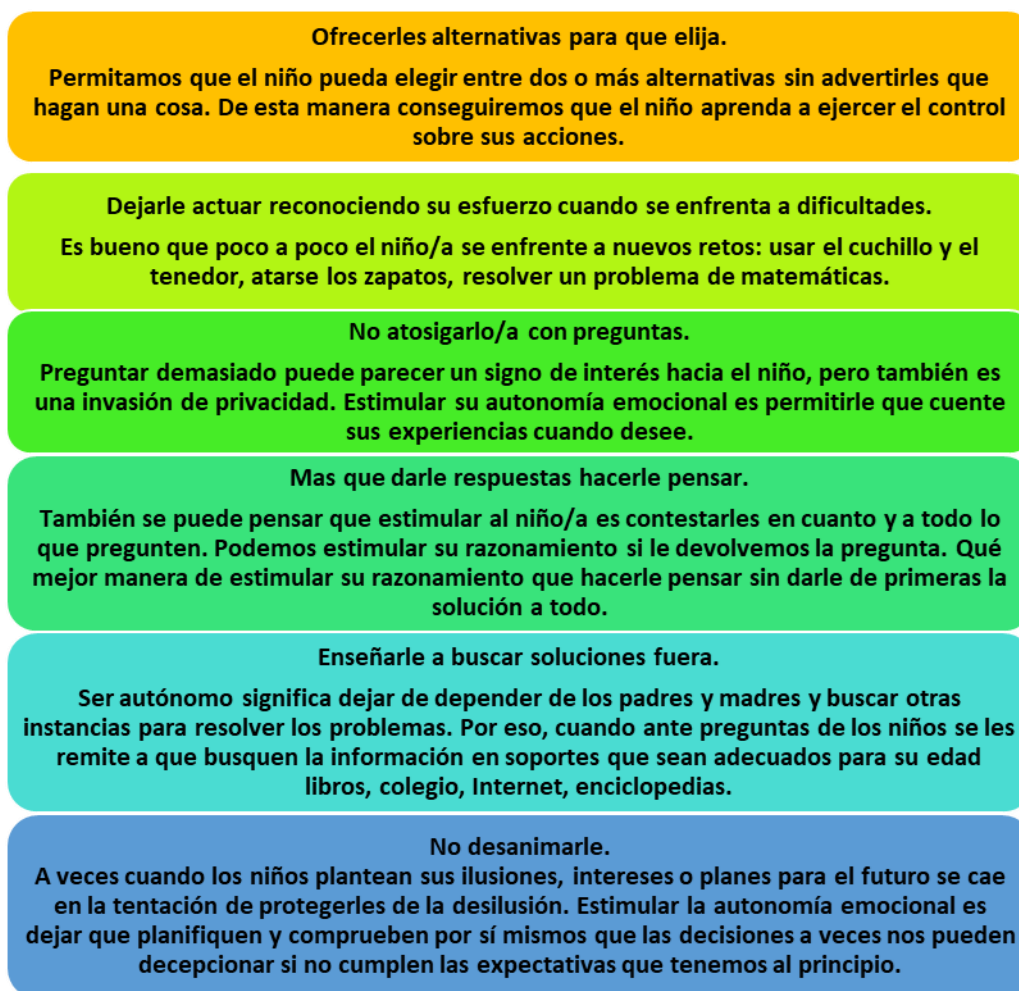 Ofrecerles alternativas para que elija.
Permitamos que el niño pueda elegir entre dos o más alternativas sin advertirles que
hagan una cosa. De esta manera conseguiremos que el niño aprenda a ejercer el control
sobre sus acciones.
Dejarle actuar reconociendo su esfuerzo cuando se enfrenta a dificultades.
Es bueno que poco a poco el niño/a se enfrente a nuevos retos: usar el cuchillo y el
tenedor, atarse los zapatos, resolver un problema de matemáticas.
No atosigarlo/a con preguntas.
Preguntar demasiado puede parecer un signo de interés hacia el niño, pero también es
una invasión de privacidad. Estimular su autonomía emocional es permitirle que cuente
sus experiencias cuando desee.
Mas que darle respuestas hacerle pensar.
También se puede pensar que estimular al niño/a es contestarles en cuanto y a todo lo
que pregunten. Podemos estimular su razonamiento si le devolvemos la pregunta. Qué
mejor manera de estimular su razonamiento que hacerle pensar sin darle de primeras la
solución a todo.
Enseñarle a buscar soluciones fuera.
Ser autónomo significa dejar de depender de los padres y madres y buscar otras
instancias para resolver los problemas. Por eso, cuando ante preguntas de los niños se les
remite a que busquen la información en soportes que sean adecuados para su edad
libros, colegio, Internet, enciclopedias.
No desanimarle.
A veces cuando los niños plantean sus ilusiones, intereses o planes para el futuro se cae
en la tentación de protegerles de la desilusión. Estimular la autonomía emocional es
dejar que planifiquen y comprueben por sí mismos que las decisiones a veces nos pueden
decepcionar si no cumplen las expectativas que tenemos al principio.